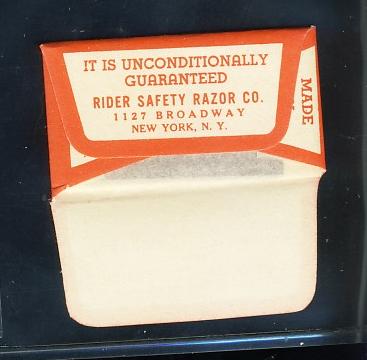 IT IS UNCONDITIONALLY
GUARANTEED
RIDER SAFETY RAZOR CO.
1127 BROADWAY
NEW YORK, N. Y.
MADE